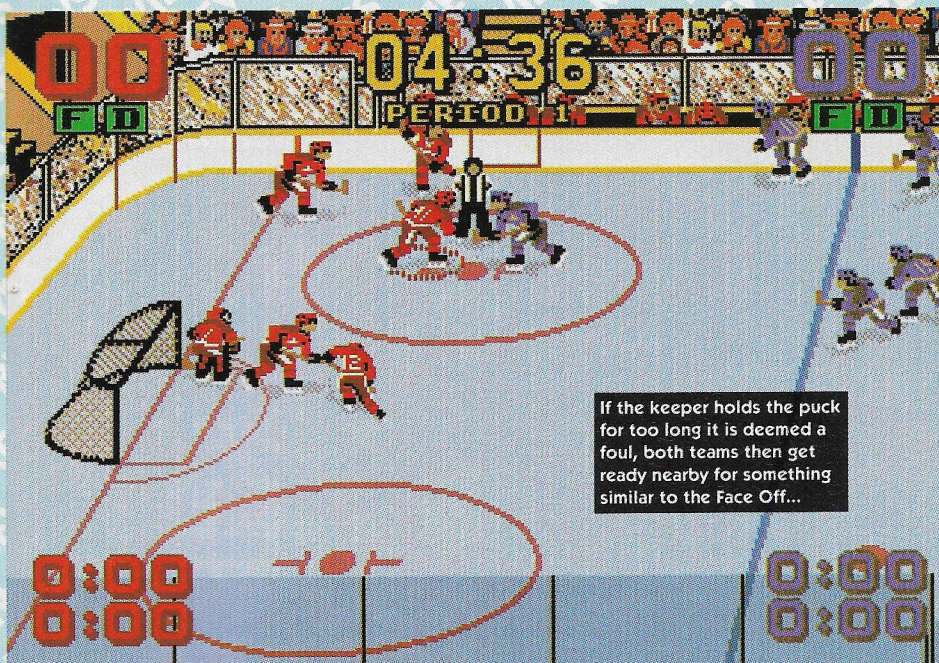 00 04:36 00
F D PERIOD 1 F D
12
If the keeper holds the puck
for too long it is deemed a
foul, both teams then get
ready nearby for something
similar to the Face Off...
0:00 0:00
0:00 0:00